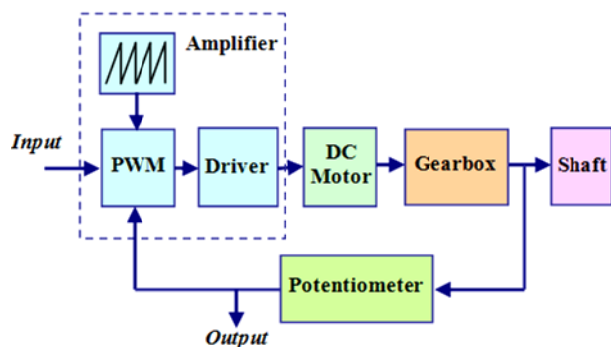 Amplifier
Input
PWM
Driver
DC
Motor
Gearbox
Shaft
Potentiometer
Output